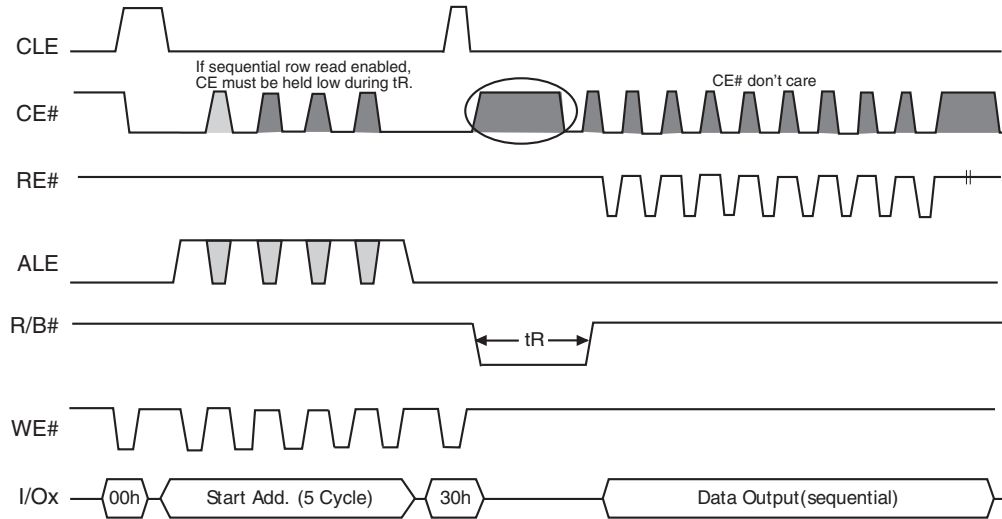 CLE
If sequential row read enabled,
CE must be held low during tR.
CE# don't care
CE#
RE#
ALE
R/B#
tR
WE#
I/Ox
00h
Start Add. (5 Cycle)
30h
Data Output(sequential)